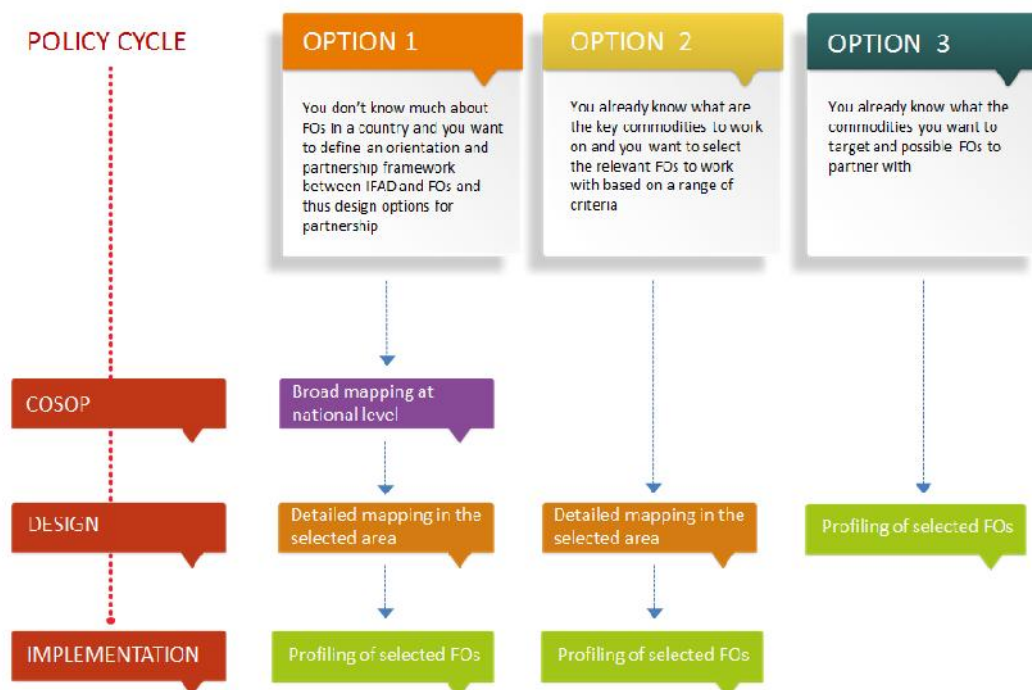 POLICY CYCLE
OPTION 1
You don't know much about
FOs in a country and you want
to define an orientation and
partnership framework
between IFAD and FOs and
thus design options for
partnership
OPTION 2
You already know what are
the key commodities to work
on and you want to select
the relevant FOs to work
with based on a range of
criteria
OPTION 3
You already know what the
commodities you want to
target and possible FOs to
partner with
COSOP
Broad mapping at
national level
DESIGN
Detailed mapping in the
selected area
Detailed mapping in the
selected area
Profiling of selected FOs
IMPLEMENTATION
Profiling of selected FOs
Profiling of selected FOs